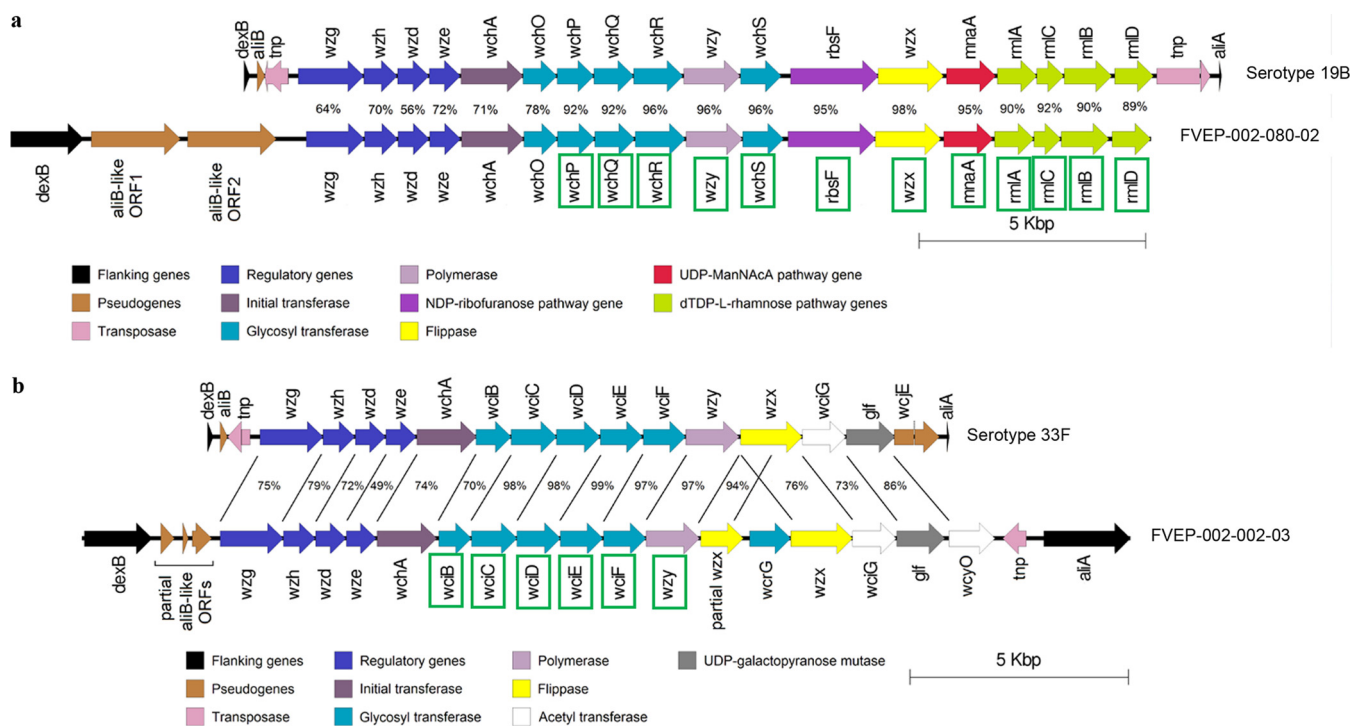 a
dexB aliB tnp wzg wzh wzd wze wchA wchO wchP wchQ wchR wzy wchS rbsF wzx mnaA rmlA rmlC rmlB rmlD tnp aliA
Serotype 19B
64% 70% 56% 72% 71% 78% 92% 92% 96% 96% 96% 95% 98% 95% 90% 92% 90% 89%
FVEP-002-080-02
dexB aliB-like ORF1 aliB-like ORF2 wzg wzh wzd wze wchA wchO wchP wchQ wchR wzy wchS rbsF wzx mnaA rmlA rmlC rmlB rmlD
5 Kbp
Flanking genes Regulatory genes Polymerase UDP-ManNAcA pathway gene
Pseudogenes Initial transferase NDP-ribofuranose pathway gene dTDP-L-rhamnose pathway genes
Transposase Glycosyl transferase Flippase
b
dexB aliB tnp wzg wzh wzd wze wchA wciB wciC wciD wciE wciF wzy wzx wciG glf wcjE aliA
Serotype 33F
75% 79% 72% 49% 74% 70% 98% 98% 99% 97% 97% 94% 76% 73% 86%
FVEP-002-002-03
dexB partial aliB-like ORFs wzg wzh wzd wze wchA wciB wciC wciD wciE wciF wzy partial wzx wcrG wzx wciG glf wcyO tnp aliA
Flanking genes Regulatory genes Polymerase UDP-galactopyranose mutase
5 Kbp
Pseudogenes Initial transferase Flippase
Transposase Glycosyl transferase Acetyl transferase